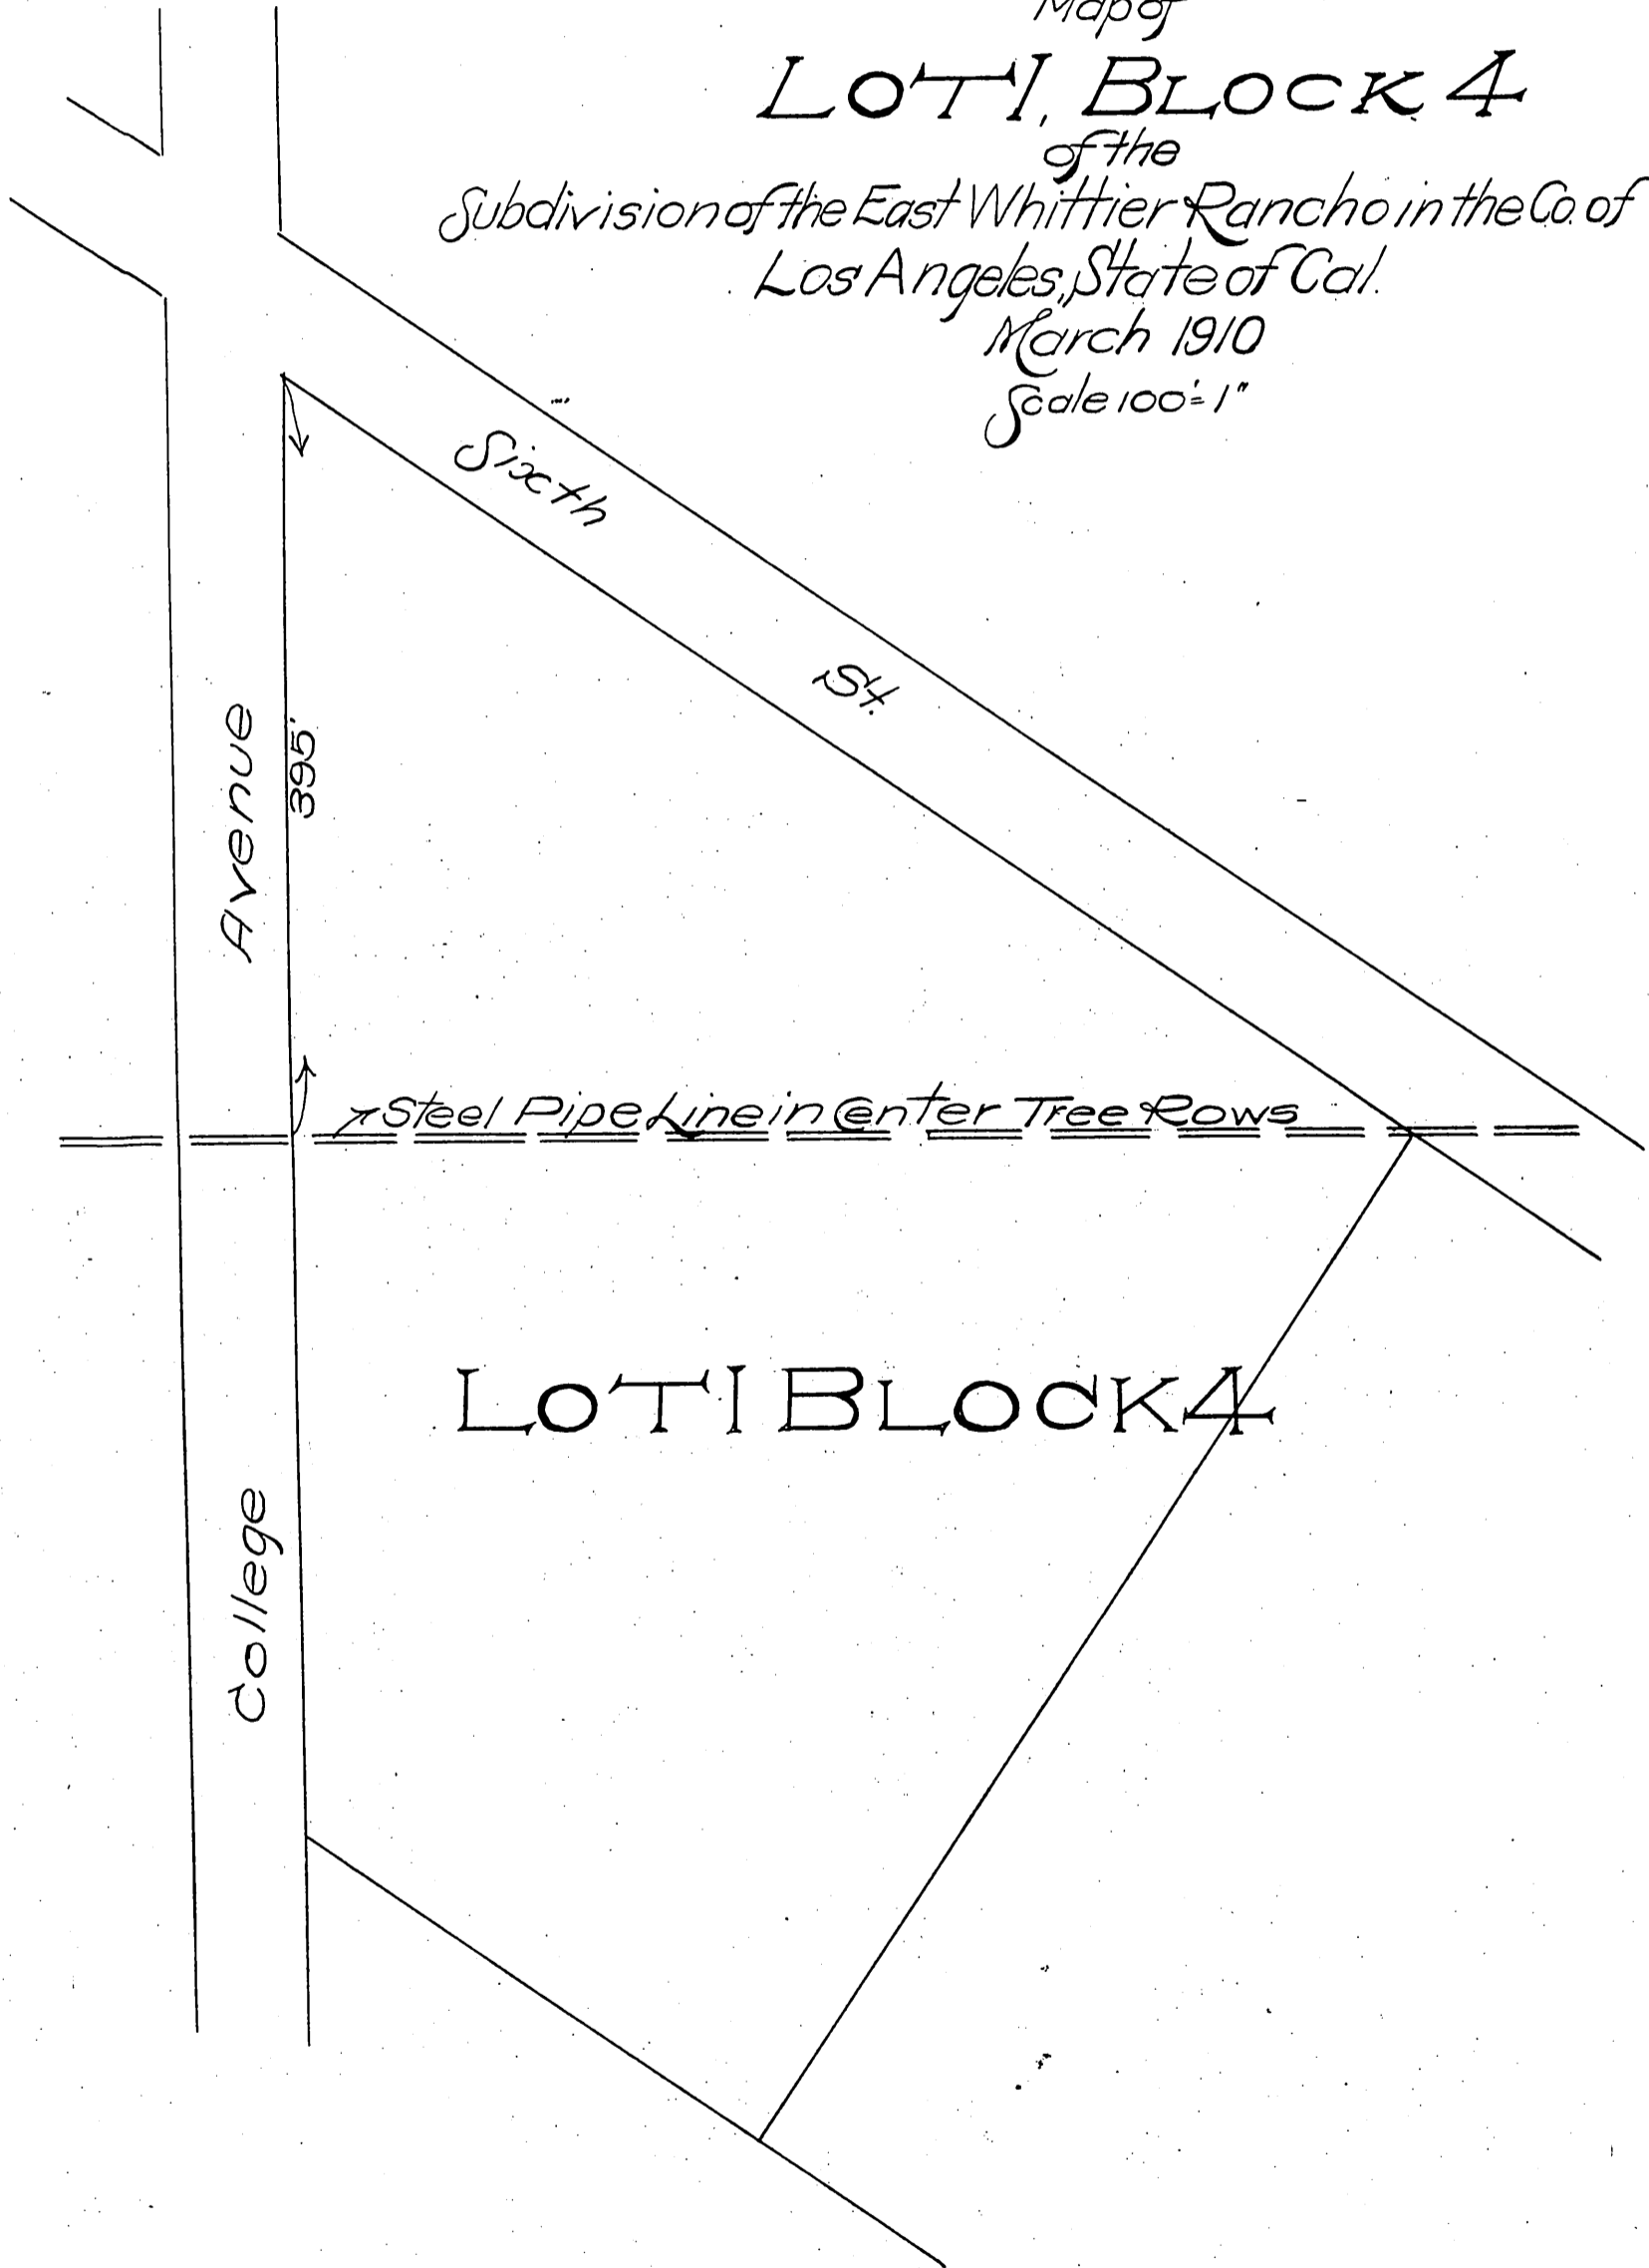 Map of
LOT 1, BLOCK 4
of the
Subdivision of the East Whittier Rancho in the Co. of
Los Angeles, State of Cal.
March 1910
Scale 100' = 1"
Sixth St.
395'
College Avenue
Steel Pipe Line in Center Tree Rows
LOT 1 BLOCK 4